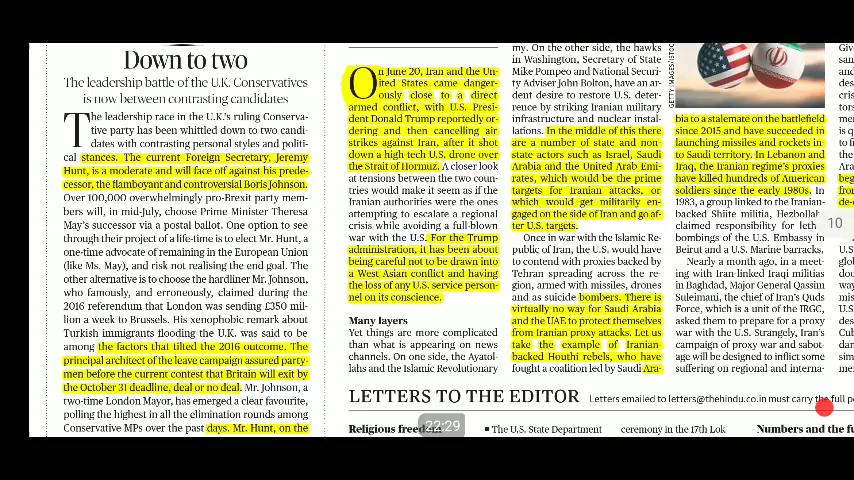 Down to two
The leadership battle of the U.K. Conservatives
is now between contrasting candidates
The leadership race in the U.K.'s ruling Conserva-
tive party has been whittled down to two candi-
dates with contrasting personal styles and politi-
cal stances. The current Foreign Secretary, Jeremy
Hunt, is a moderate and will face off against his prede-
cessor, the flamboyant and controversial Boris Johnson.
Over 100,000 overwhelmingly pro-Brexit party mem-
bers will, in mid-July, choose Prime Minister Theresa
May's successor via a postal ballot. One option to see
through their project of a life-time is to elect Mr. Hunt, a
one-time advocate of remaining in the European Union
(like Ms. May), and risk not realising the end goal. The
other alternative is to choose the hardliner Mr. Johnson,
who famously, and erroneously, claimed during the
2016 referendum that London was sending £350 mil-
lion a week to Brussels. His xenophobic remark about
Turkish immigrants flooding the U.K. was said to be
among the factors that tilted the 2016 outcome. The
principal architect of the leave campaign assured party-
men before the current contest that Britain will exit by
the October 31 deadline, deal or no deal. Mr. Johnson, a
two-time London Mayor, has emerged a clear favourite,
polling the highest in all the elimination rounds among
Conservative MPs over the past days. Mr. Hunt, on the
On June 20, Iran and the Un-
ited States came danger-
ously close to a direct
armed conflict, with U.S. Presi-
dent Donald Trump reportedly or-
dering and then cancelling air
strikes against Iran, after it shot
down a high-tech U.S. drone over
the Strait of Hormuz. A closer look
at tensions between the two coun-
tries would make it seem as if the
Iranian authorities were the ones
attempting to escalate a regional
crisis while avoiding a full-blown
war with the U.S. For the Trump
administration, it has been about
being careful not to be drawn into
a West Asian conflict and having
the loss of any U.S. service person-
nel on its conscience.
Many layers
Yet things are more complicated
than what is appearing on news
channels. On one side, the Ayatol-
lahs and the Islamic Revolutionary
my. On the other side, the hawks
in Washington, Secretary of State
Mike Pompeo and National Securi-
ty Adviser John Bolton, have an ar-
dent desire to restore U.S. deter-
rence by striking Iranian military
infrastructure and nuclear instal-
lations. In the middle of this there
are a number of state and non-
state actors such as Israel, Saudi
Arabia and the United Arab Emi-
rates, which would be the prime
targets for Iranian attacks, or
which would get militarily en-
gaged on the side of Iran and go af-
ter U.S. targets.
Once in war with the Islamic Re-
public of Iran, the U.S. would have
to contend with proxies backed by
Tehran spreading across the re-
gion, armed with missiles, drones
and as suicide bombers. There is
virtually no way for Saudi Arabia
and the UAE to protect themselves
from Iranian proxy attacks. Let us
take the example of Iranian-
backed Houthi rebels, who have
fought a coalition led by Saudi Ara-
GETTY IMAGES/ISTOC
bia to a stalemate on the battlefield
since 2015 and have succeeded in
launching missiles and rockets in-
to Saudi territory. In Lebanon and
Iraq, the Iranian regime's proxies
have killed hundreds of American
soldiers since the early 1980s. In
1983, a group linked to the Iranian-
backed Shiite militia, Hezbollah
claimed responsibility for
bombings of the U.S. Embassy in
Beirut and a U.S. Marine barracks.
Nearly a month ago, in a meet-
ing with Iran-linked Iraqi militias
in Baghdad, Major General Qassim
Suleimani, the chief of Iran's Quds
Force, which is a unit of the IRGC,
asked them to prepare for a proxy
war with the U.S. Strangely, Iran's
campaign of proxy war and sabot-
age will be designed to inflict some
suffering on regional and interna-
10
LETTERS TO THE EDITOR
Letters emailed to letters@thehindu.co.in must carry the full p
Religious free
22:29
■ The U.S. State Department
ceremony in the 17th Lok
Numbers and the fu